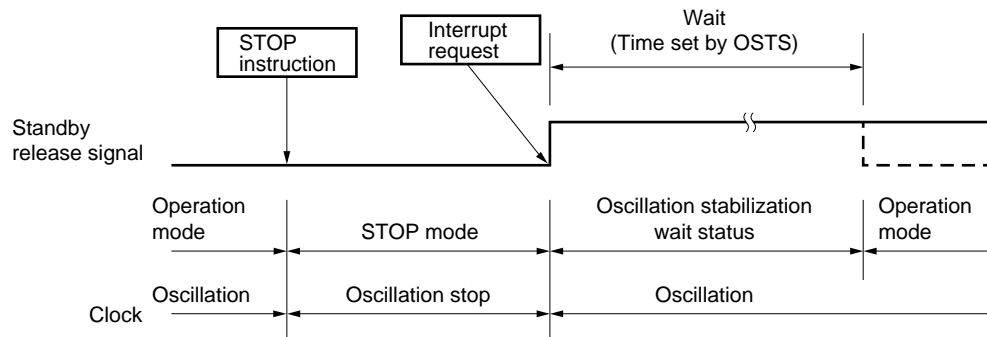 Wait
(Time set by OSTS)
STOP
instruction
Interrupt
request
Standby
release signal
Operation
mode
STOP mode
Oscillation stabilization
wait status
Operation
mode
Clock
Oscillation
Oscillation stop
Oscillation